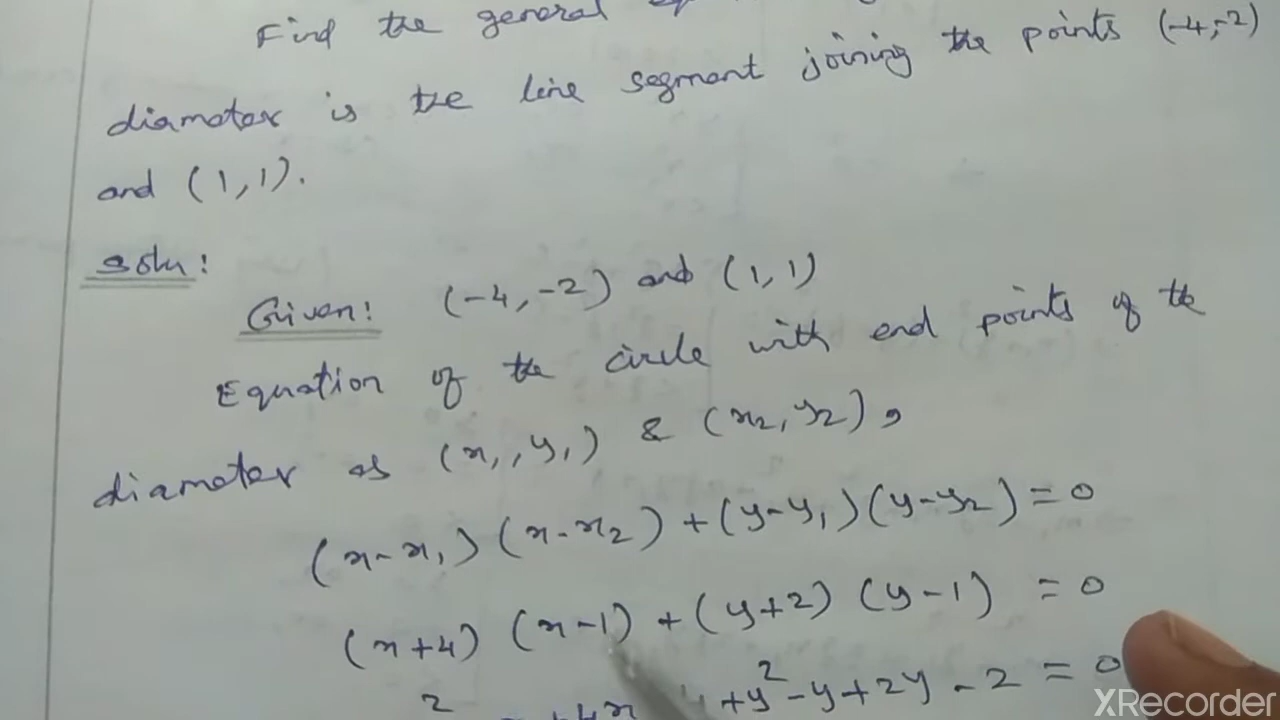 Find the general
diameter is the line segment joining the points (-4,-2)
and (1,1).
Soln:
Given: (-4,-2) and (1,1)
Equation of the circle with end points of the
diameter as (x₁,y₁) & (x₂,y₂),
(x-x₁)(x-x₂)+(y-y₁)(y-y₂)=0
(x+4)(x-1)+(y+2)(y-1)=0
+y²-y+2y-2=0
XRecorder